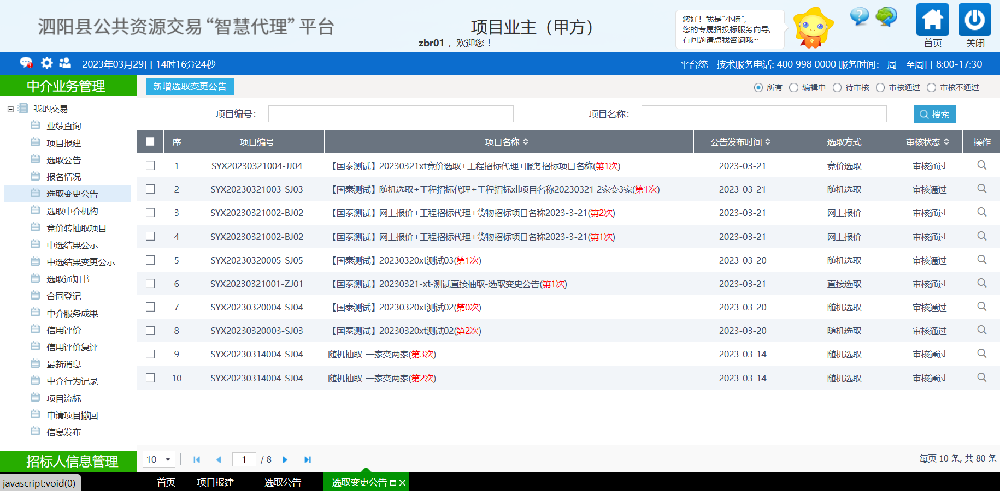 泗阳县公共资源交易“智慧代理”平台
项目业主（甲方）
zbr01 ，欢迎您！
您好！我是"小桥",
您的专属招投标服务向导,
有问题请点我咨询哦~
首页
关闭
2023年03月29日 14时16分24秒
平台统一技术服务电话: 400 998 0000 服务时间： 周一至周日 8:00-17:30
中介业务管理
我的交易
业绩查询
项目报建
选取公告
报名情况
选取变更公告
选取中介机构
竞价转抽取项目
中选结果公示
中选结果变更公示
选取通知书
合同登记
中介服务成果
信用评价
信用评价复评
最新消息
中介行为记录
项目流标
申请项目撤回
信息发布
招标人信息管理
新增选取变更公告
所有 编辑中 待审核 审核通过 审核不通过
项目编号： 项目名称： 搜索
序 项目编号 项目名称 公告发布时间 选取方式 审核状态 操作
1 SYX20230321004-JJ04 【国泰测试】20230321xt竞价选取+工程招标代理+服务招标项目名称(第1次) 2023-03-21 竞价选取 审核通过
2 SYX20230321003-SJ03 【国泰测试】随机选取+工程招标代理+工程招标xll项目名称20230321 2家变3家(第1次) 2023-03-21 随机选取 审核通过
3 SYX20230321002-BJ02 【国泰测试】网上报价+工程招标代理+货物招标项目名称2023-3-21(第2次) 2023-03-21 网上报价 审核通过
4 SYX20230321002-BJ02 【国泰测试】网上报价+工程招标代理+货物招标项目名称2023-3-21(第1次) 2023-03-21 网上报价 审核通过
5 SYX20230320005-SJ05 【国泰测试】20230320xt测试03(第1次) 2023-03-20 随机选取 审核通过
6 SYX20230321001-ZJ01 【国泰测试】20230321-xt-测试直接抽取-选取变更公告(第1次) 2023-03-21 直接选取 审核通过
7 SYX20230320004-SJ04 【国泰测试】20230320xt测试02(第0次) 2023-03-20 随机选取 审核通过
8 SYX20230320003-SJ03 【国泰测试】20230320xt测试02(第2次) 2023-03-20 随机选取 审核通过
9 SYX20230314004-SJ04 随机抽取-一家变两家(第3次) 2023-03-14 随机选取 审核通过
10 SYX20230314004-SJ04 随机抽取-一家变两家(第2次) 2023-03-14 随机选取 审核通过
10 1 / 8 每页 10 条, 共 80 条
javascript:void(0)
首页 项目报建 选取公告 选取变更公告